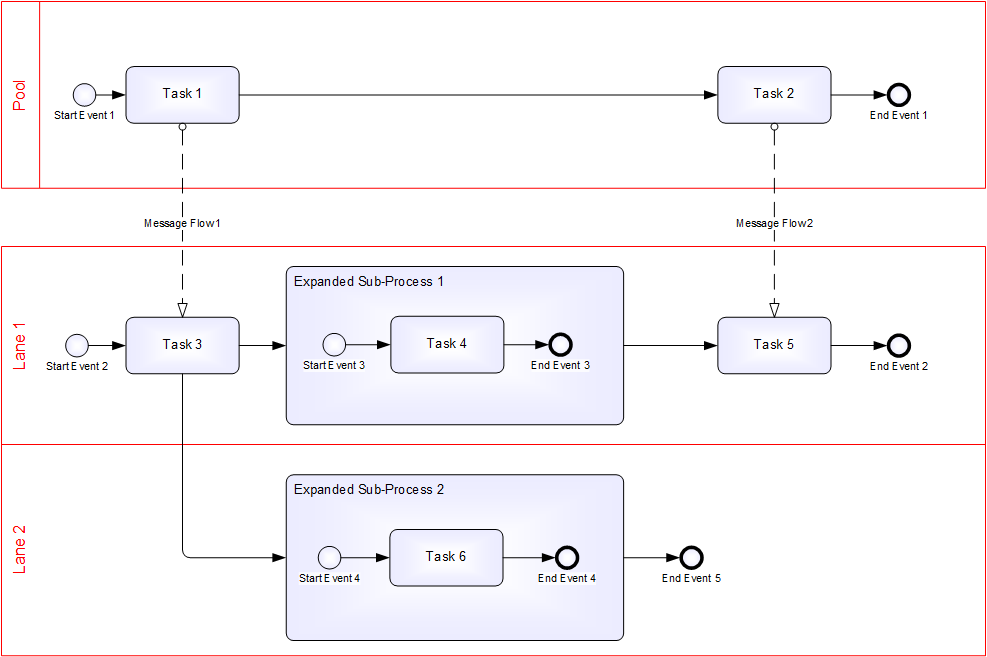 Pool
Start Event 1
Task 1
Task 2
End Event 1
Message Flow1
Message Flow2
Lane 1
Start Event 2
Task 3
Expanded Sub-Process 1
Start Event 3
Task 4
End Event 3
Task 5
End Event 2
Lane 2
Expanded Sub-Process 2
Start Event 4
Task 6
End Event 4
End Event 5